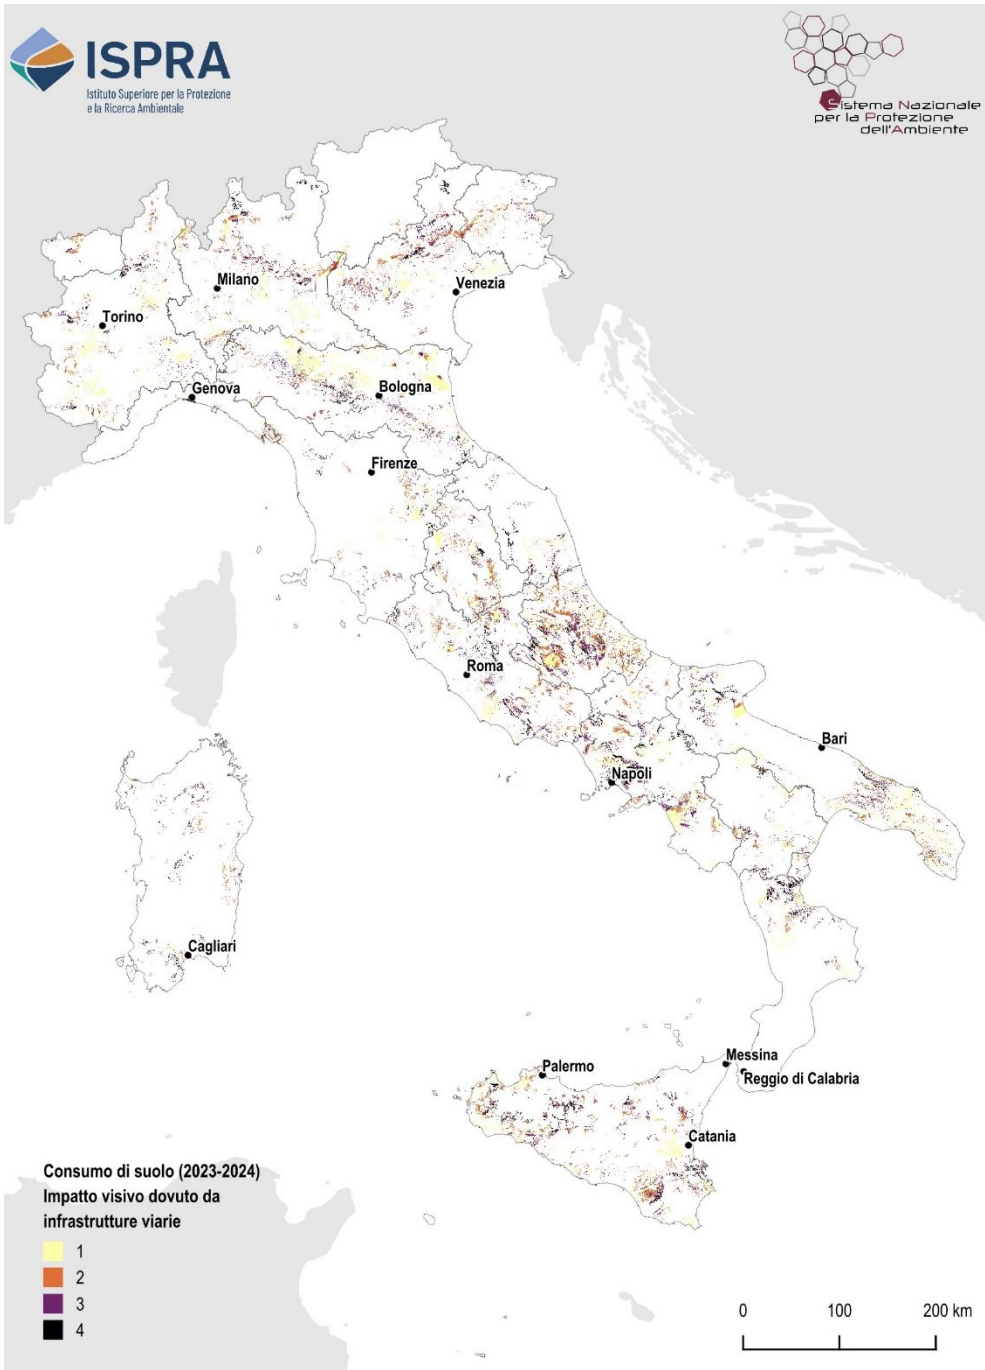 ISPRA
Istituto Superiore per la Protezione
e la Ricerca Ambientale
Sistema Nazionale
per la Protezione
dell'Ambiente
Milano
Venezia
Torino
Genova
Bologna
Firenze
Roma
Bari
Napoli
Cagliari
Messina
Palermo
Reggio di Calabria
Catania
Consumo di suolo (2023-2024)
Impatto visivo dovuto da
infrastrutture viarie
1
2
3
4
0 100 200 km